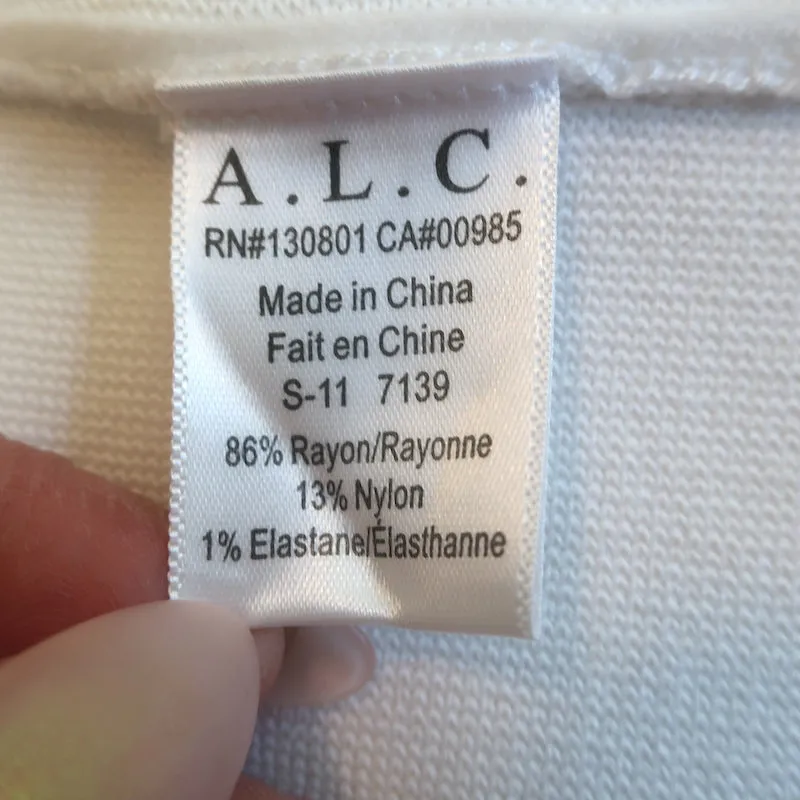 A.L.C.
RN#130801 CA#00985
Made in China
Fait en Chine
S-11 7139
86% Rayon/Rayonne
13% Nylon
1% Elastane/Élasthanne